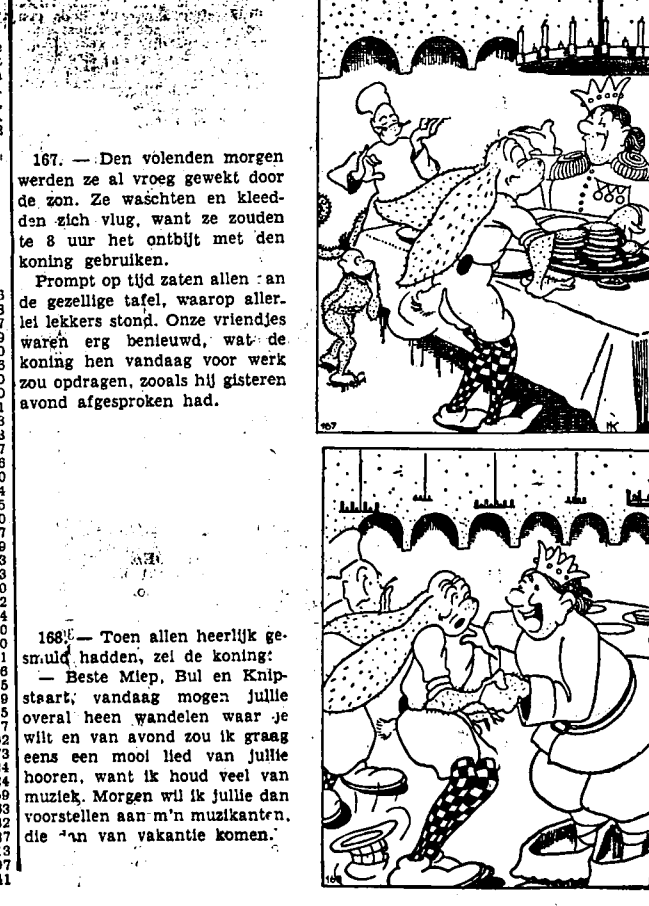 167. — Den volenden morgen
werden ze al vroeg gewekt door
de zon. Ze waschten en kleed-
den zich vlug, want ze zouden
te 8 uur het ontbijt met den
koning gebruiken.
Prompt op tijd zaten allen aan
de gezellige tafel, waarop aller-
lei lekkers stond. Onze vriendjes
waren erg benieuwd, wat de
koning hen vandaag voor werk
zou opdragen, zooals hij gisteren
avond afgesproken had.
167
168. — Toen allen heerlijk ge-
smuld hadden, zei de koning:
— Beste Miep, Bul en Knip-
staart, vandaag mogen jullie
overal heen wandelen waar je
wilt en van avond zou ik graag
eens een mooi lied van jullie
hooren, want ik houd veel van
muziek. Morgen wil ik jullie dan
voorstellen aan m'n muzikanten,
die dan van vakantie komen.